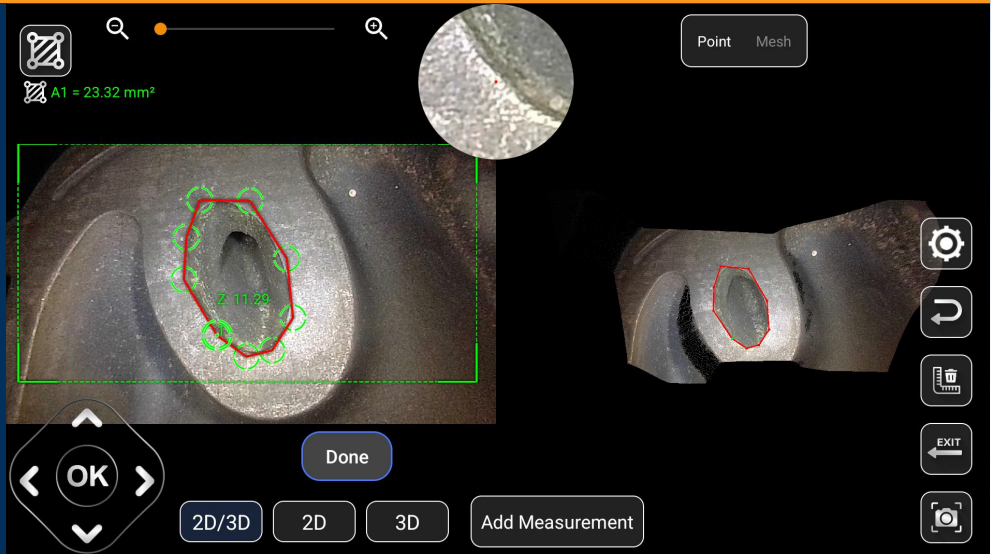 Point Mesh
A1 = 23.32 mm²
Z: 11.29
EXIT
OK
Done
2D/3D 2D 3D Add Measurement